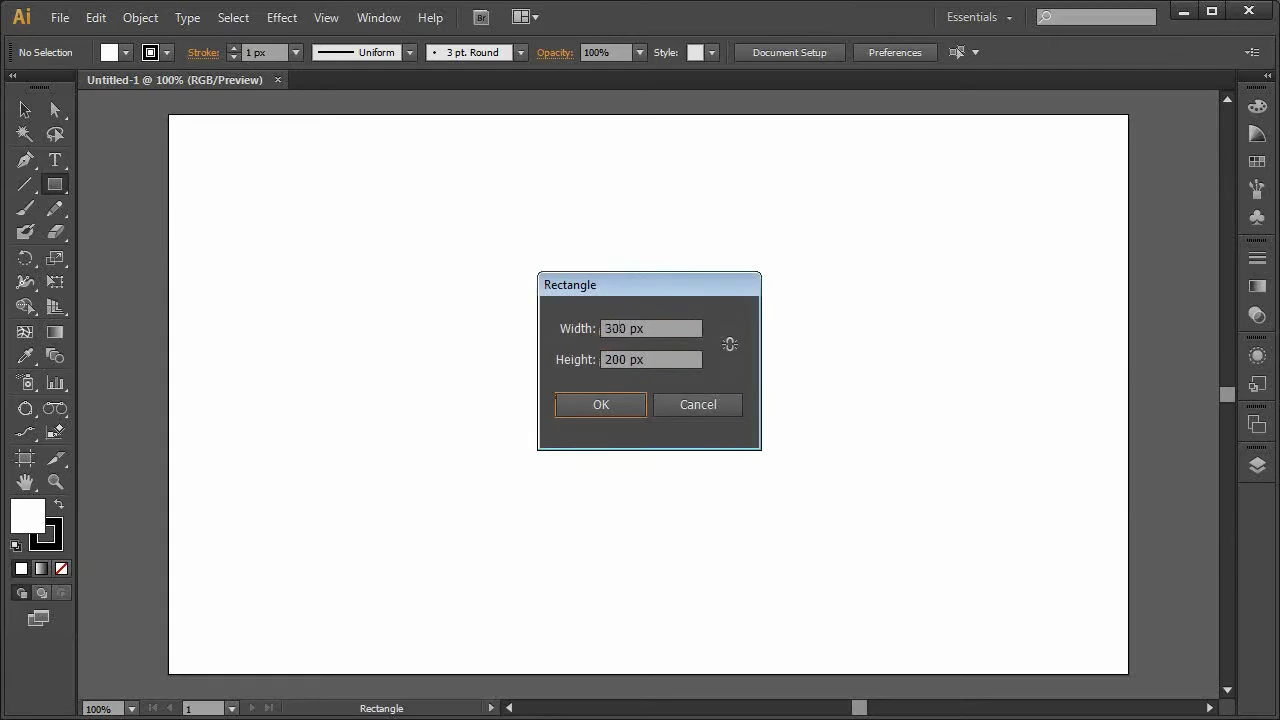 Ai File Edit Object Type Select Effect View Window Help Br Essentials
No Selection Stroke: 1 px Uniform 3 pt. Round Opacity: 100% Style: Document Setup Preferences
Untitled-1 @ 100% (RGB/Preview)
T
Rectangle
Width: 300 px
Height: 200 px
OK Cancel
100% 1 Rectangle